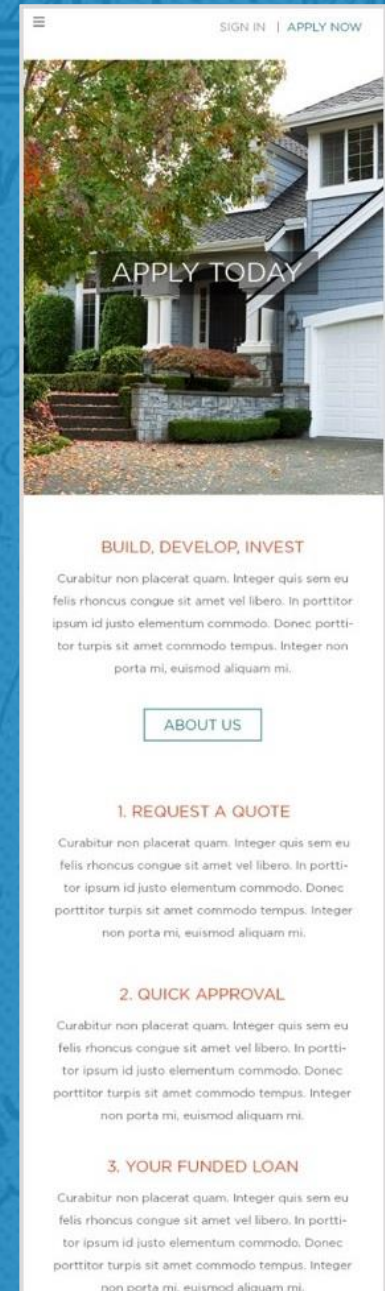 SIGN IN | APPLY NOW
APPLY TODAY
BUILD, DEVELOP, INVEST
Curabitur non placerat quam. Integer quis sem eu
felis rhoncus congue sit amet vel libero. In porttitor
ipsum id justo elementum commodo. Donec portti-
tor turpis sit amet commodo tempus. Integer non
porta mi, euismod aliquam mi.
ABOUT US
1. REQUEST A QUOTE
Curabitur non placerat quam. Integer quis sem eu
felis rhoncus congue sit amet vel libero. In portti-
tor ipsum id justo elementum commodo. Donec
porttitor turpis sit amet commodo tempus. Integer
non porta mi, euismod aliquam mi.
2. QUICK APPROVAL
Curabitur non placerat quam. Integer quis sem eu
felis rhoncus congue sit amet vel libero. In portti-
tor ipsum id justo elementum commodo. Donec
porttitor turpis sit amet commodo tempus. Integer
non porta mi, euismod aliquam mi.
3. YOUR FUNDED LOAN
Curabitur non placerat quam. Integer quis sem eu
felis rhoncus congue sit amet vel libero. In portti-
tor ipsum id justo elementum commodo. Donec
porttitor turpis sit amet commodo tempus. Integer
non porta mi, euismod aliquam mi.